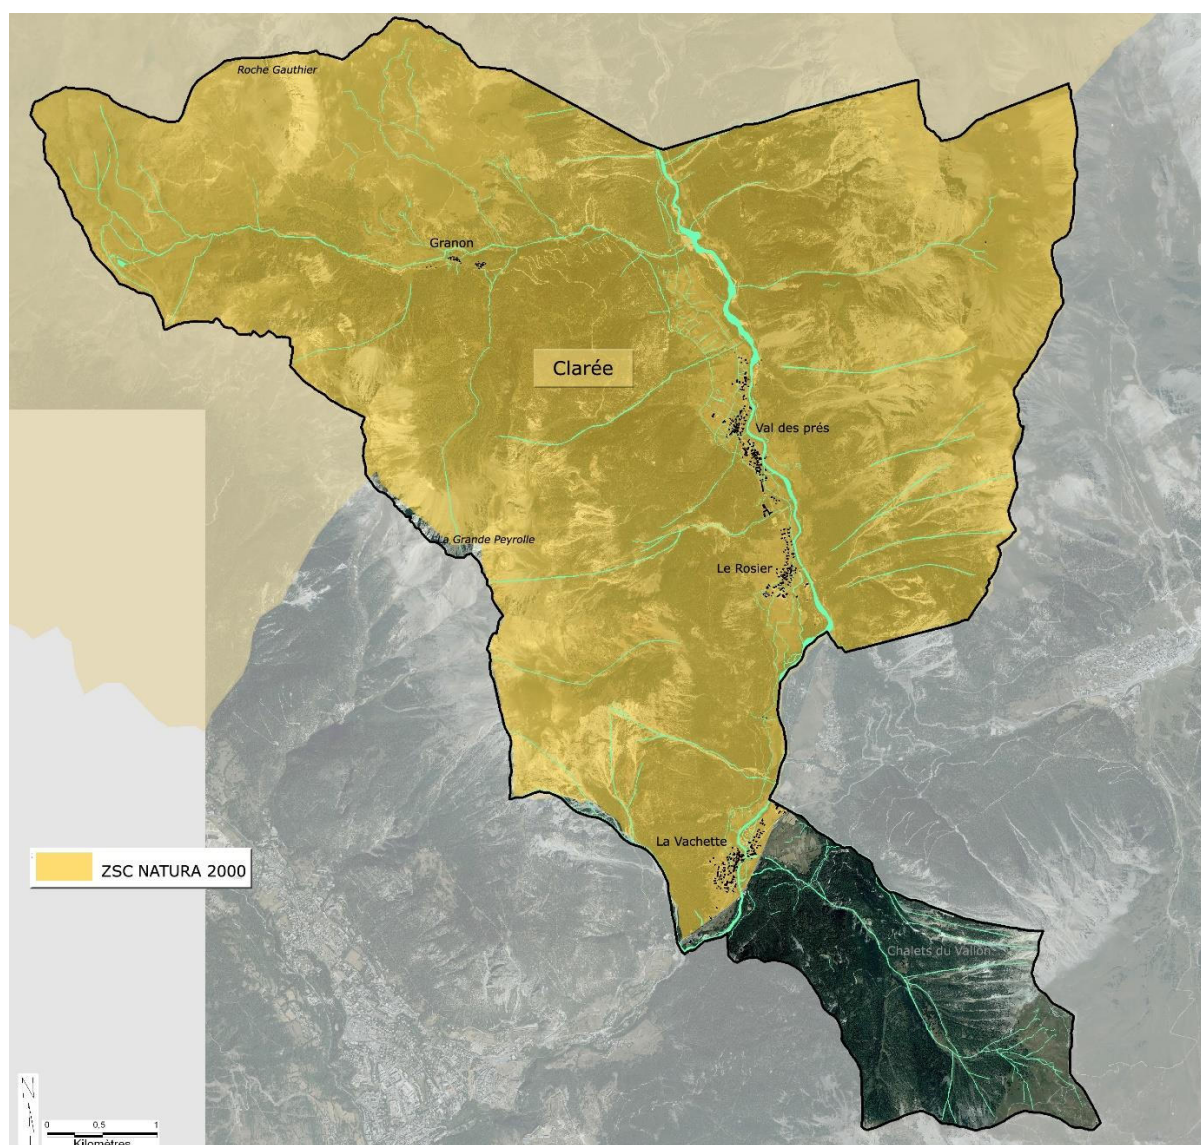 Roche Gauthier
Granon
Clarée
Val des prés
La Grande Peyrolle
Le Rosier
La Vachette
ZSC NATURA 2000
Chalets du Vallon
N
0 0.5 1
Kilomètres